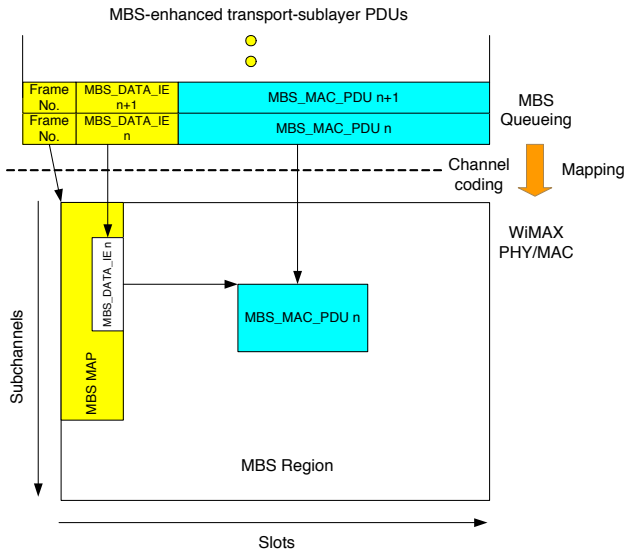 MBS-enhanced transport-sublayer PDUs
Frame No.
MBS_DATA_IE n+1
MBS_MAC_PDU n+1
Frame No.
MBS_DATA_IE n
MBS_MAC_PDU n
MBS Queueing
Channel coding
Mapping
WiMAX PHY/MAC
Subchannels
MBS MAP
MBS_DATA_IE n
MBS_MAC_PDU n
MBS Region
Slots